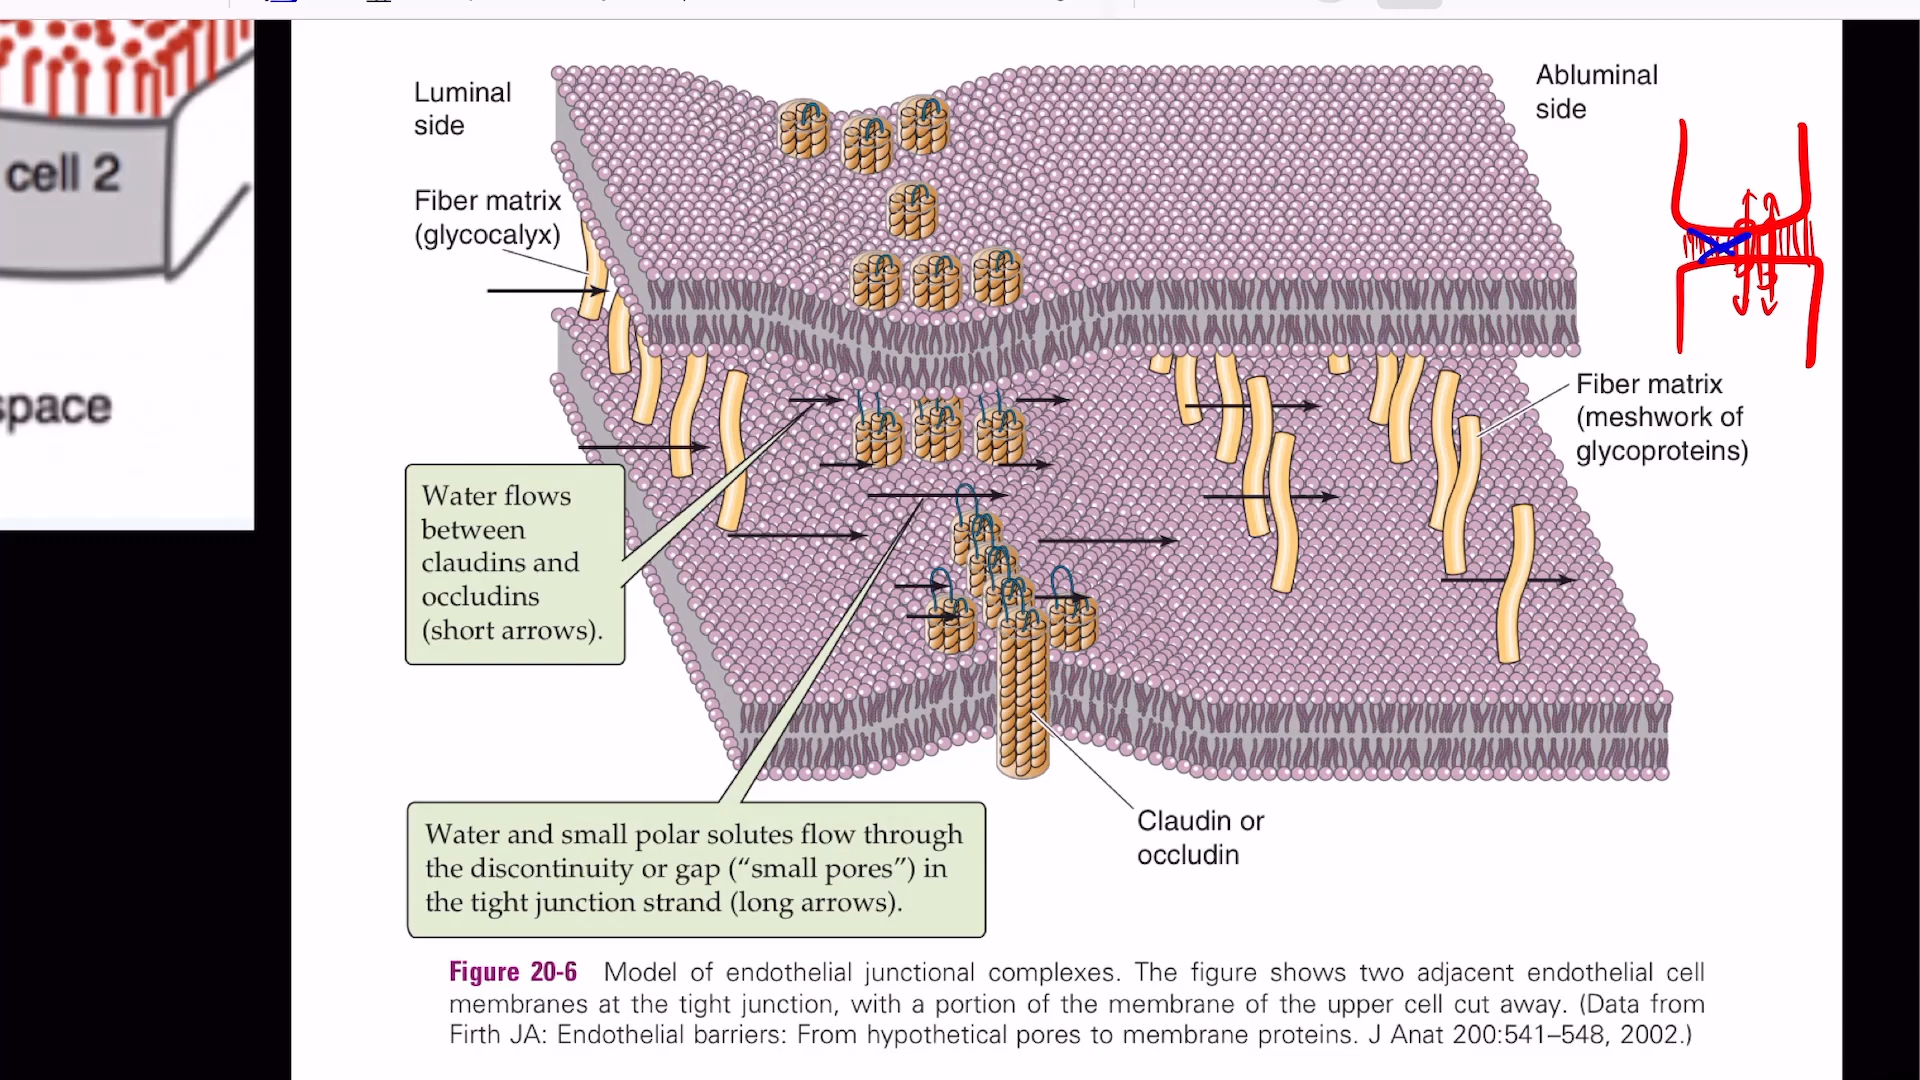 cell 2
space
Luminal
side
Abluminal
side
Fiber matrix
(glycocalyx)
Fiber matrix
(meshwork of
glycoproteins)
Water flows
between
claudins and
occludins
(short arrows).
Water and small polar solutes flow through
the discontinuity or gap (“small pores”) in
the tight junction strand (long arrows).
Claudin or
occludin
Figure 20-6 Model of endothelial junctional complexes. The figure shows two adjacent endothelial cell
membranes at the tight junction, with a portion of the membrane of the upper cell cut away. (Data from
Firth JA: Endothelial barriers: From hypothetical pores to membrane proteins. J Anat 200:541–548, 2002.)